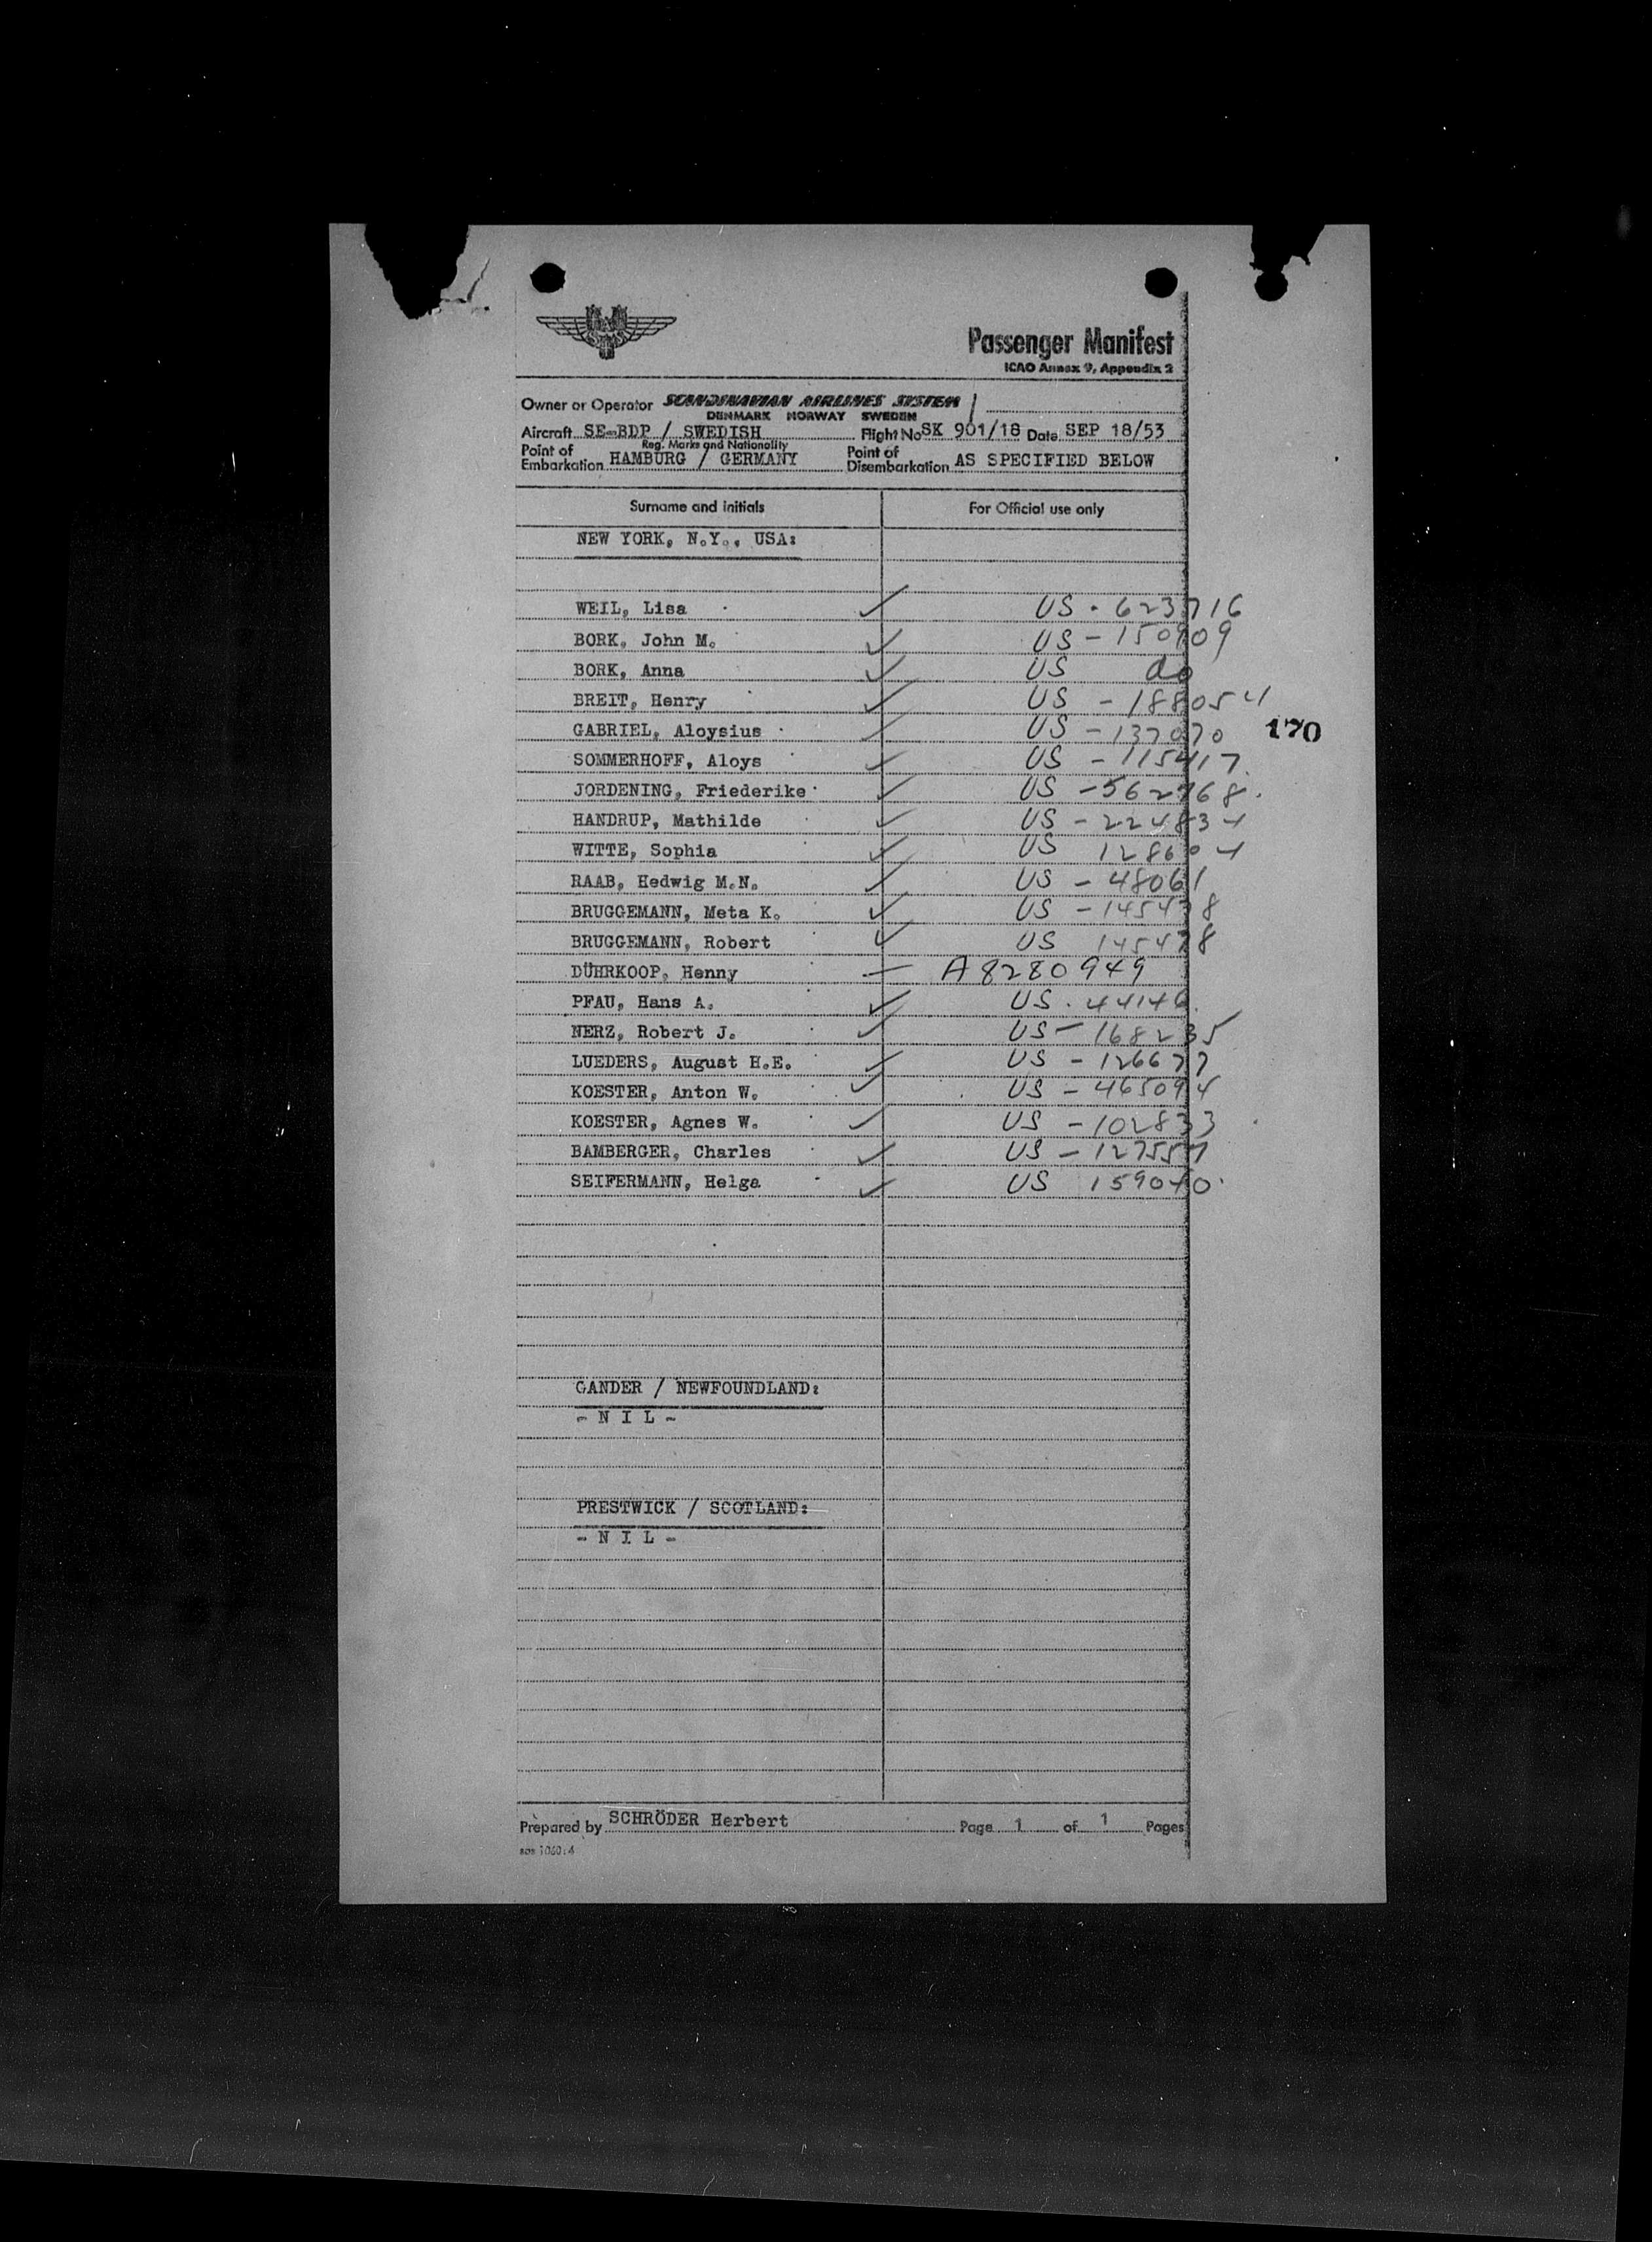 Passenger Manifest
ICAO Annex 9, Appendix 2
Owner or Operator SCANDINAVIAN AIRLINES SYSTEM
DENMARK NORWAY SWEDEN
Aircraft SE-BDP / SWEDISH Flight No SK 901/18 Date SEP 18/53
Reg. Marks and Nationality
Point of Embarkation HAMBURG / GERMANY Point of Disembarkation AS SPECIFIED BELOW
Surname and initials For Official use only
NEW YORK, N.Y., USA:
WEIL, Lisa US - 623716
BORK, John M. US - 150909
BORK, Anna US do
BREIT, Henry US - 188054
GABRIEL, Aloysius US - 137070
170
SOMMERHOFF, Aloys US - 115417
JORDENING, Friederike US - 562768
HANDRUP, Mathilde US - 224834
WITTE, Sophia US 128604
RAAB, Hedwig M.N. US - 48061
BRUGGEMANN, Meta K. US - 145478
BRUGGEMANN, Robert US 145478
DÜHRKOOP, Henny A8280949
PFAU, Hans A. US - 44146
NERZ, Robert J. US - 168235
LUEDERS, August H.E. US - 126677
KOESTER, Anton W. US - 465094
KOESTER, Agnes W. US - 102833
BAMBERGER, Charles US - 127557
SEIFERMANN, Helga US 159040
GANDER / NEWFOUNDLAND:
- N I L -
PRESTWICK / SCOTLAND:
- N I L -
Prepared by SCHRÖDER Herbert Page 1 of 1 Pages